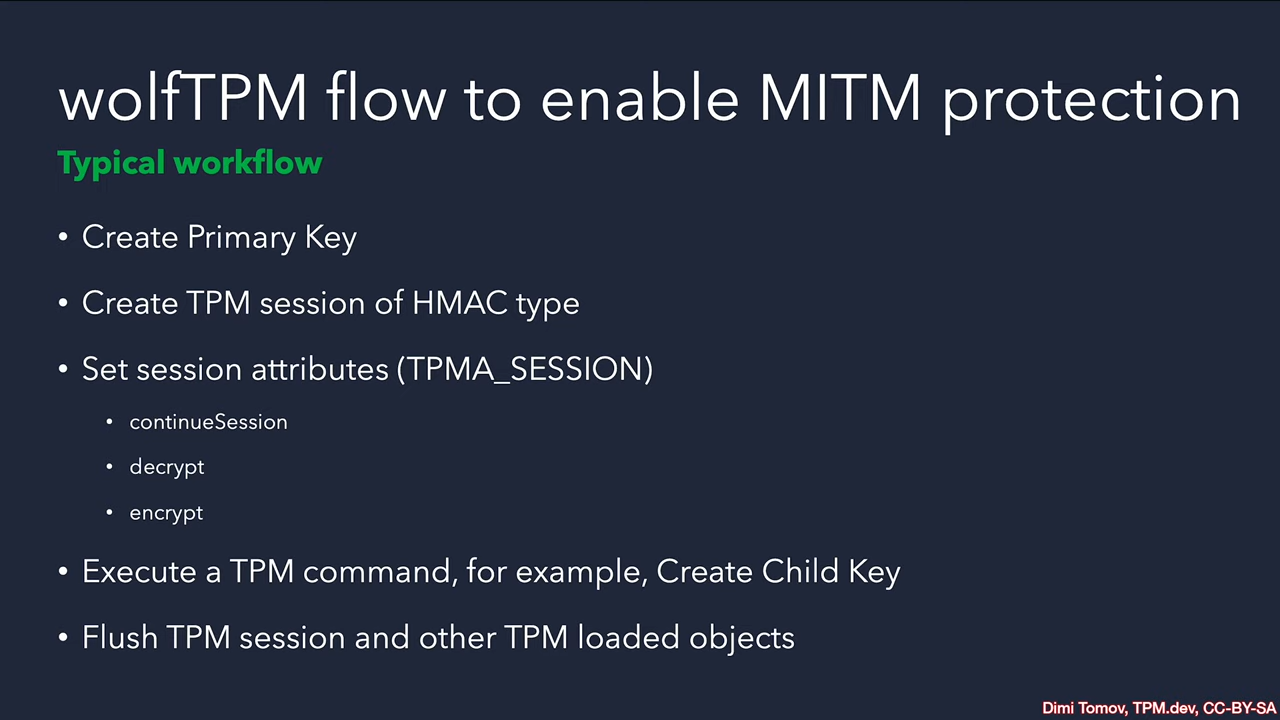 wolfTPM flow to enable MITM protection
Typical workflow
• Create Primary Key
• Create TPM session of HMAC type
• Set session attributes (TPMA_SESSION)
• continueSession
• decrypt
• encrypt
• Execute a TPM command, for example, Create Child Key
• Flush TPM session and other TPM loaded objects
Dimi Tomov, TPM.dev, CC-BY-SA